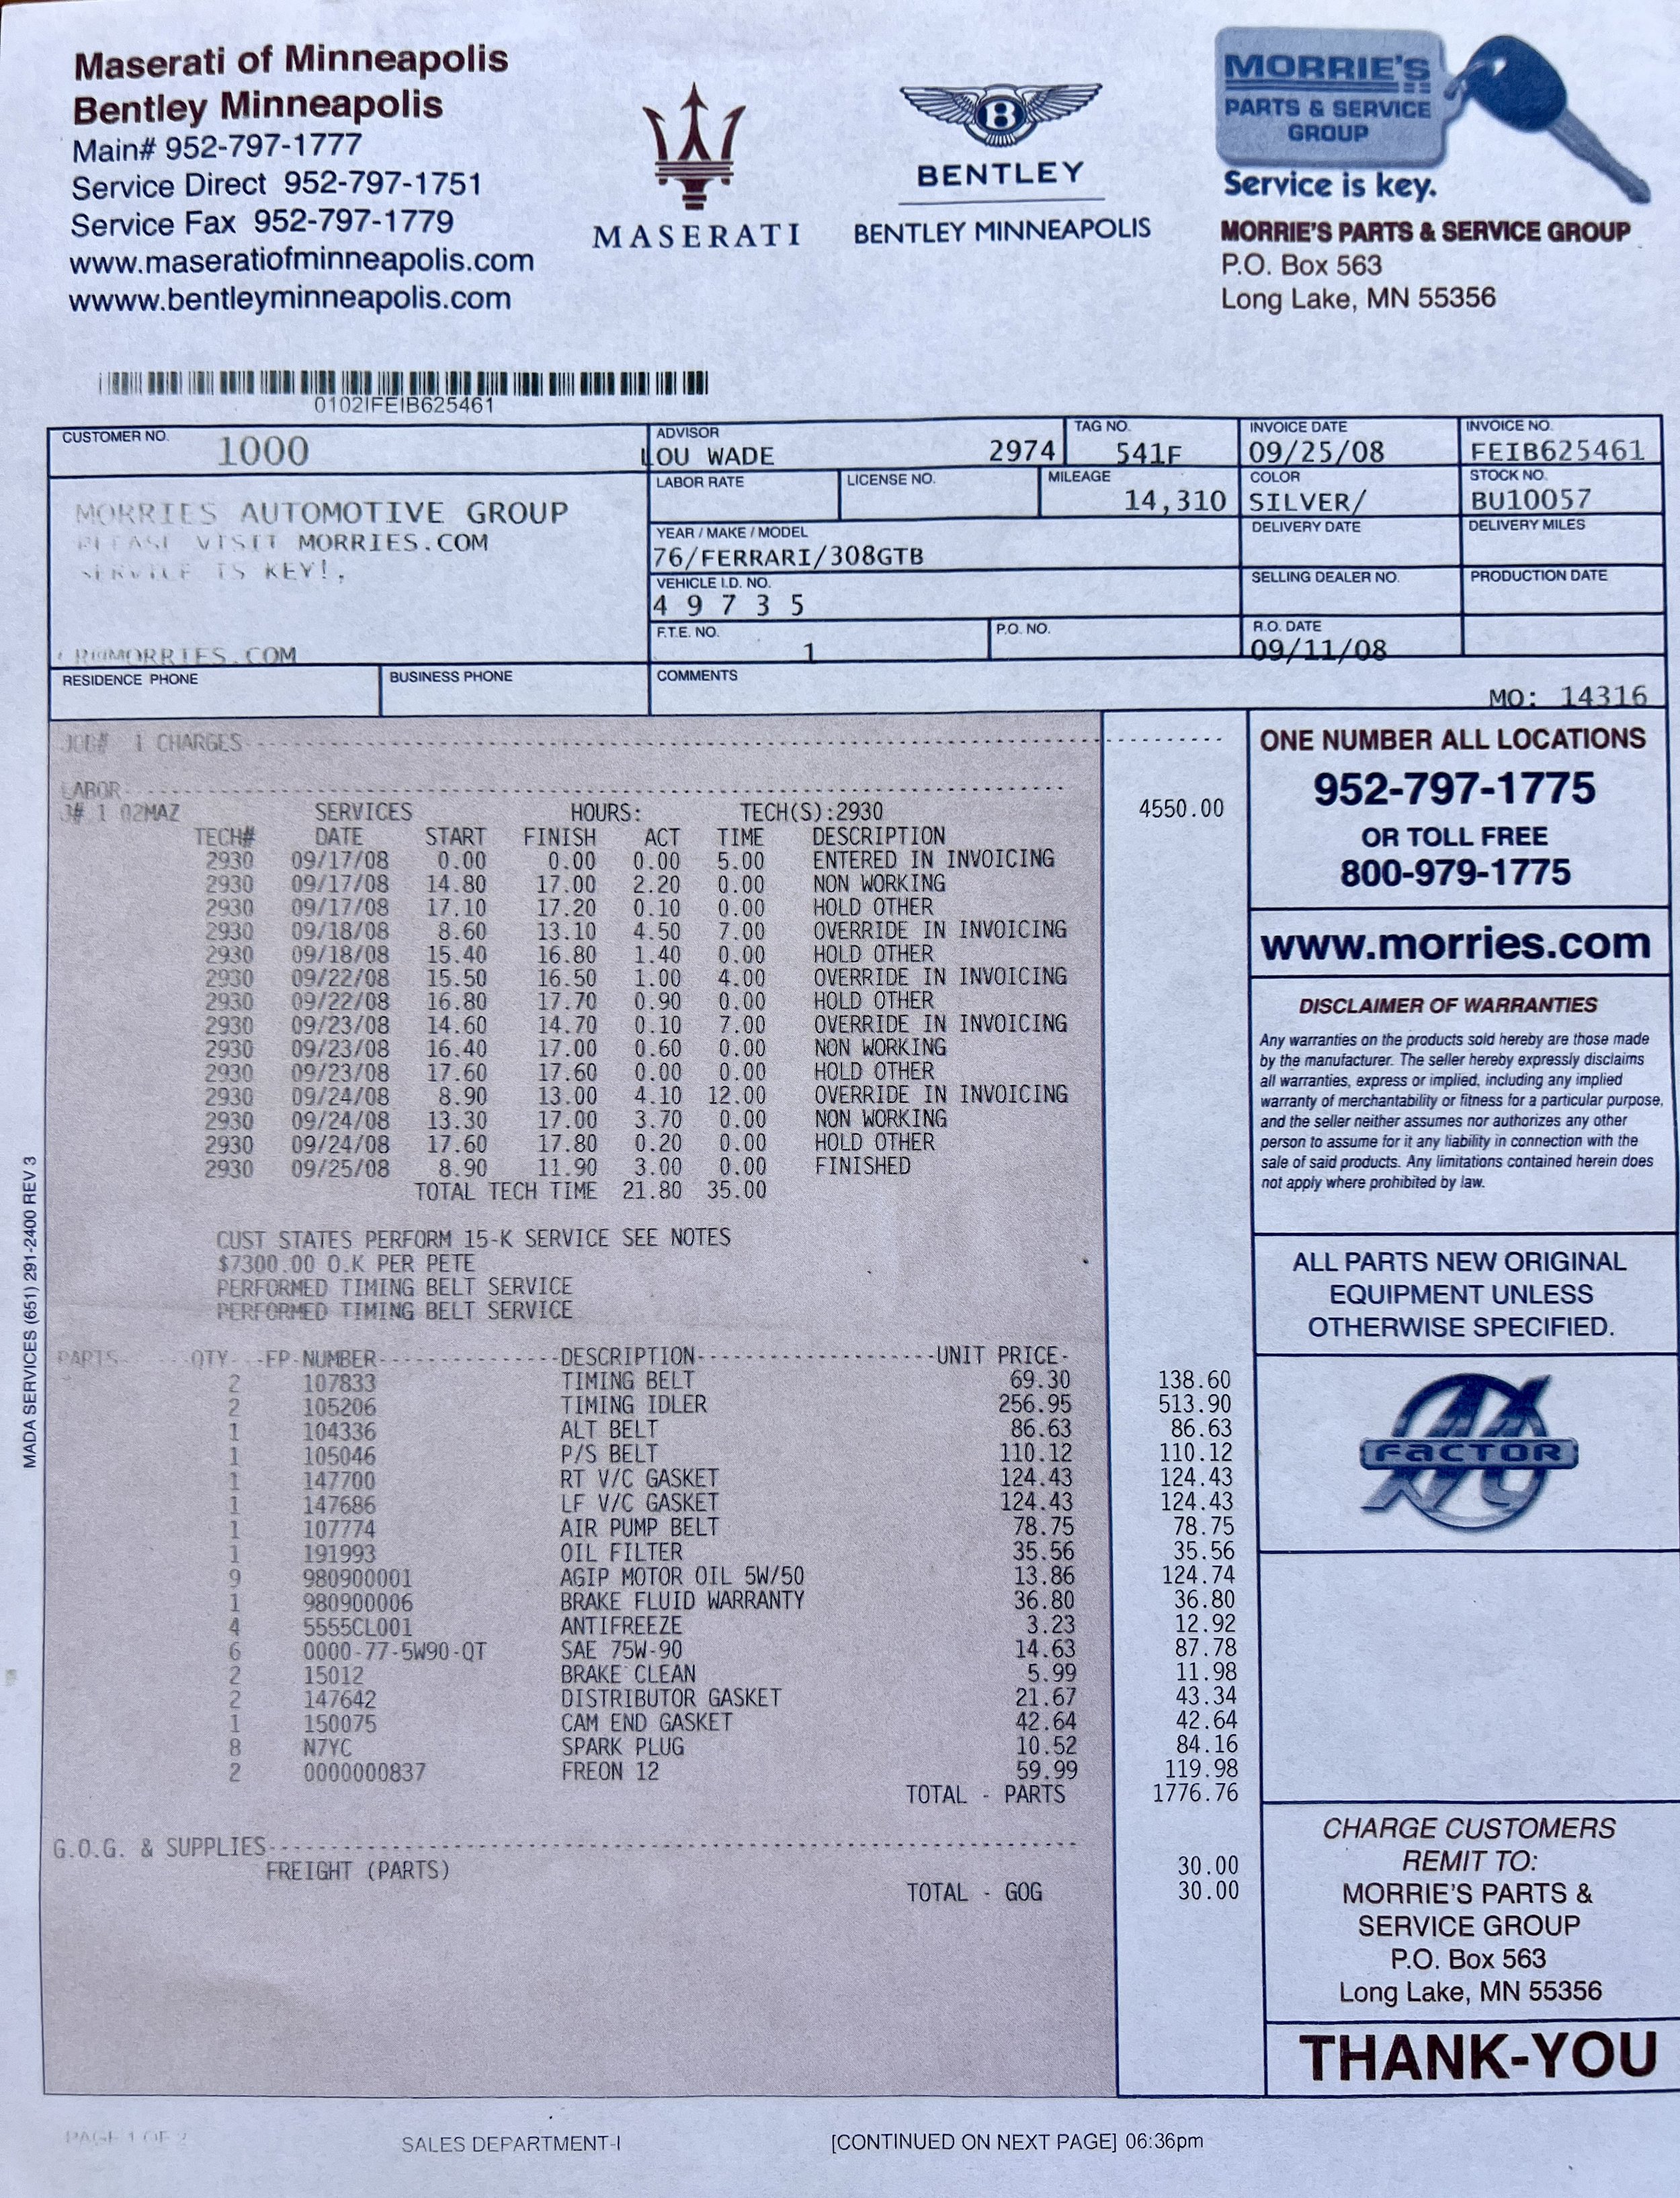 Maserati of Minneapolis
Bentley Minneapolis
Main# 952-797-1777
Service Direct 952-797-1751
Service Fax 952-797-1779
www.maseratiofminneapolis.com
wwww.bentleyminneapolis.com
MASERATI
B
BENTLEY
BENTLEY MINNEAPOLIS
MORRIE'S
PARTS & SERVICE
GROUP
Service is key.
MORRIE'S PARTS & SERVICE GROUP
P.O. Box 563
Long Lake, MN 55356
0102IFEIB625461
CUSTOMER NO. 1000
ADVISOR
LOU WADE 2974
TAG NO.
541F
INVOICE DATE
09/25/08
INVOICE NO.
FEIB625461
LABOR RATE
LICENSE NO.
MILEAGE
14,310
COLOR
SILVER/
STOCK NO.
BU10057
MORRIES AUTOMOTIVE GROUP
PLEASE VISIT MORRIES.COM
SERVICE IS KEY!,
YEAR / MAKE / MODEL
76/FERRARI/308GTB
DELIVERY DATE
DELIVERY MILES
VEHICLE I.D. NO.
4 9 7 3 5
SELLING DEALER NO.
PRODUCTION DATE
F.T.E. NO.
1
P.O. NO.
R.O. DATE
09/11/08
CR@MORRIES.COM
RESIDENCE PHONE
BUSINESS PHONE
COMMENTS
MO: 14316
JOB# 1 CHARGES
LABOR
J# 1 02MAZ SERVICES HOURS: TECH(S):2930 4550.00
TECH# DATE START FINISH ACT TIME DESCRIPTION
2930 09/17/08 0.00 0.00 0.00 5.00 ENTERED IN INVOICING
2930 09/17/08 14.80 17.00 2.20 0.00 NON WORKING
2930 09/17/08 17.10 17.20 0.10 0.00 HOLD OTHER
2930 09/18/08 8.60 13.10 4.50 7.00 OVERRIDE IN INVOICING
2930 09/18/08 15.40 16.80 1.40 0.00 HOLD OTHER
2930 09/22/08 15.50 16.50 1.00 4.00 OVERRIDE IN INVOICING
2930 09/22/08 16.80 17.70 0.90 0.00 HOLD OTHER
2930 09/23/08 14.60 14.70 0.10 7.00 OVERRIDE IN INVOICING
2930 09/23/08 16.40 17.00 0.60 0.00 NON WORKING
2930 09/23/08 17.60 17.60 0.00 0.00 HOLD OTHER
2930 09/24/08 8.90 13.00 4.10 12.00 OVERRIDE IN INVOICING
2930 09/24/08 13.30 17.00 3.70 0.00 NON WORKING
2930 09/24/08 17.60 17.80 0.20 0.00 HOLD OTHER
2930 09/25/08 8.90 11.90 3.00 0.00 FINISHED
TOTAL TECH TIME 21.80 35.00
CUST STATES PERFORM 15-K SERVICE SEE NOTES
$7300.00 O.K PER PETE
PERFORMED TIMING BELT SERVICE
PERFORMED TIMING BELT SERVICE
PARTS------QTY---FP-NUMBER---------------DESCRIPTION--------------------UNIT PRICE-
2 107833 TIMING BELT 69.30 138.60
2 105206 TIMING IDLER 256.95 513.90
1 104336 ALT BELT 86.63 86.63
1 105046 P/S BELT 110.12 110.12
1 147700 RT V/C GASKET 124.43 124.43
1 147686 LF V/C GASKET 124.43 124.43
1 107774 AIR PUMP BELT 78.75 78.75
1 191993 OIL FILTER 35.56 35.56
9 980900001 AGIP MOTOR OIL 5W/50 13.86 124.74
1 980900006 BRAKE FLUID WARRANTY 36.80 36.80
4 5555CL001 ANTIFREEZE 3.23 12.92
6 0000-77-5W90-QT SAE 75W-90 14.63 87.78
2 15012 BRAKE CLEAN 5.99 11.98
2 147642 DISTRIBUTOR GASKET 21.67 43.34
1 150075 CAM END GASKET 42.64 42.64
8 N7YC SPARK PLUG 10.52 84.16
2 0000000837 FREON 12 59.99 119.98
TOTAL - PARTS 1776.76
G.O.G. & SUPPLIES
FREIGHT (PARTS) 30.00
TOTAL - GOG 30.00
ONE NUMBER ALL LOCATIONS
952-797-1775
OR TOLL FREE
800-979-1775
www.morries.com
DISCLAIMER OF WARRANTIES
Any warranties on the products sold hereby are those made
by the manufacturer. The seller hereby expressly disclaims
all warranties, express or implied, including any implied
warranty of merchantability or fitness for a particular purpose,
and the seller neither assumes nor authorizes any other
person to assume for it any liability in connection with the
sale of said products. Any limitations contained herein does
not apply where prohibited by law.
ALL PARTS NEW ORIGINAL
EQUIPMENT UNLESS
OTHERWISE SPECIFIED.
M FACTOR
CHARGE CUSTOMERS
REMIT TO:
MORRIE'S PARTS &
SERVICE GROUP
P.O. Box 563
Long Lake, MN 55356
THANK-YOU
MADA SERVICES (651) 291-2400 REV 3
PAGE 1 OF 2
SALES DEPARTMENT-I
[CONTINUED ON NEXT PAGE] 06:36pm